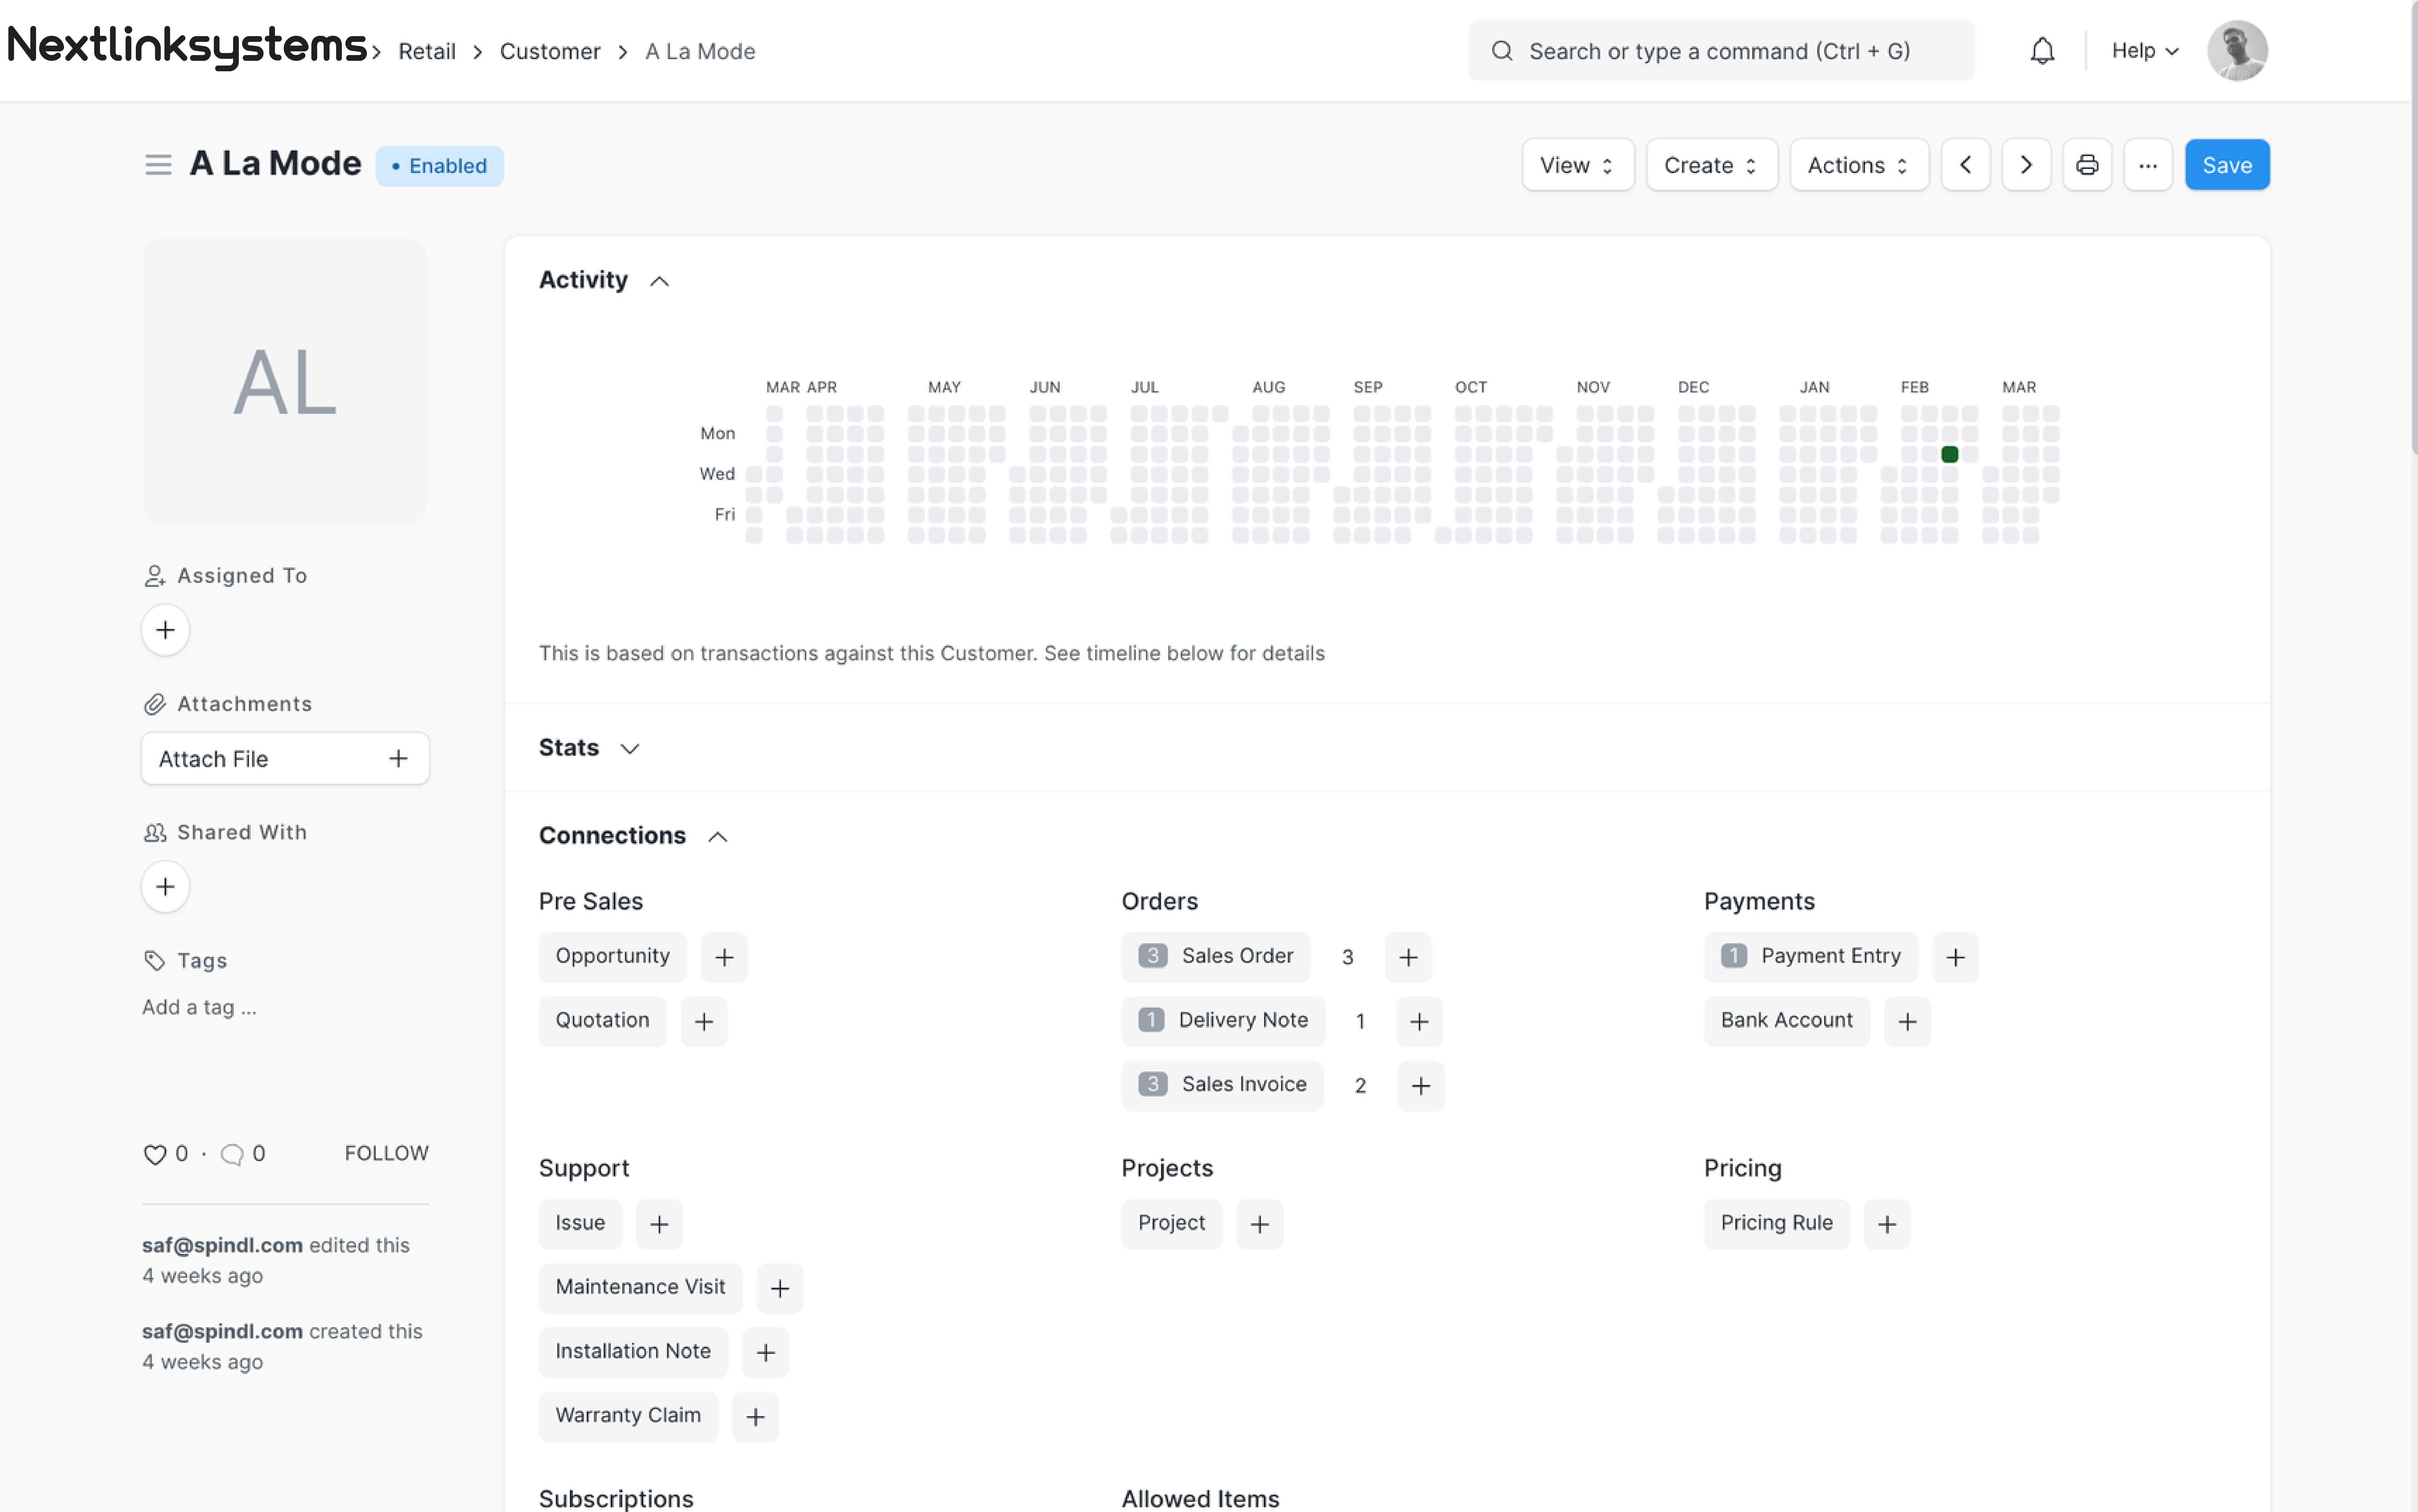 Nextlinksystems > Retail > Customer > A La Mode
Search or type a command (Ctrl + G)
Help
A La Mode
• Enabled
View
Create
Actions
...
Save
AL
Assigned To
+
Attachments
Attach File +
Shared With
+
Tags
Add a tag ...
0 · 0 FOLLOW
saf@spindl.com edited this
4 weeks ago
saf@spindl.com created this
4 weeks ago
Activity
MAR APR MAY JUN JUL AUG SEP OCT NOV DEC JAN FEB MAR
Mon
Wed
Fri
This is based on transactions against this Customer. See timeline below for details
Stats
Connections
Pre Sales
Opportunity +
Quotation +
Orders
3 Sales Order 3 +
1 Delivery Note 1 +
3 Sales Invoice 2 +
Payments
1 Payment Entry +
Bank Account +
Support
Issue +
Maintenance Visit +
Installation Note +
Warranty Claim +
Projects
Project +
Pricing
Pricing Rule +
Subscriptions
Allowed Items